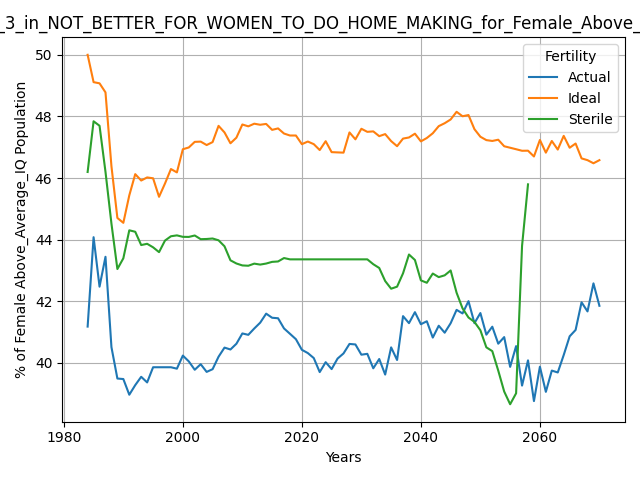 _3_in_NOT_BETTER_FOR_WOMEN_TO_DO_HOME_MAKING_for_Female_Above_
Fertility
Actual
Ideal
Sterile
% of Female Above_Average_IQ Population
50
48
46
44
42
40
1980
2000
2020
2040
2060
Years